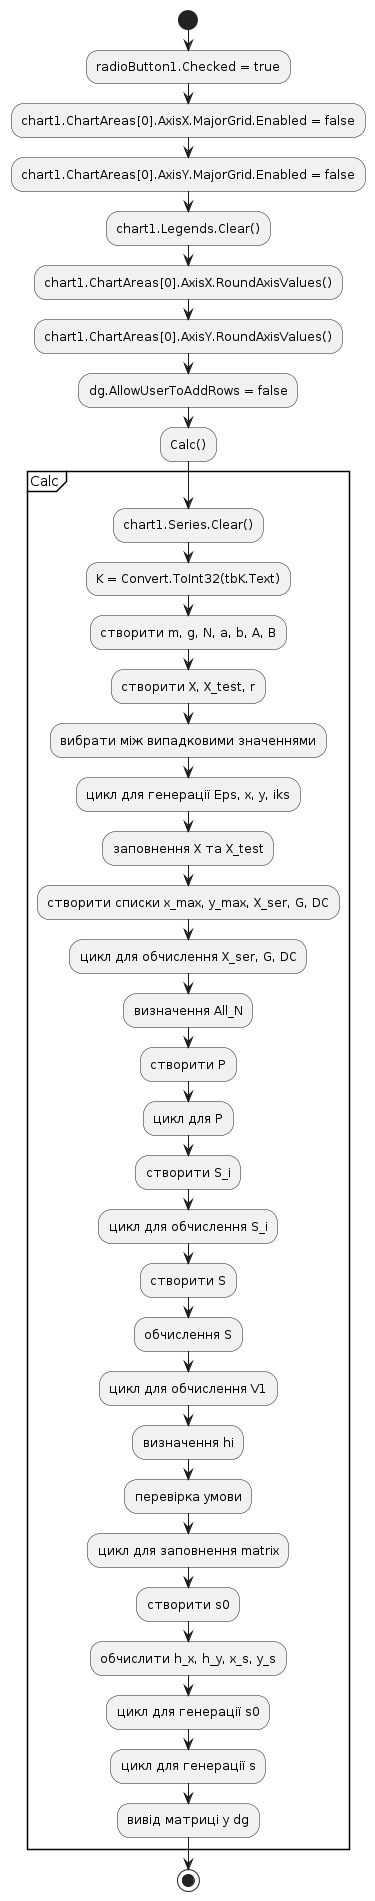 radioButton1.Checked = true
chart1.ChartAreas[0].AxisX.MajorGrid.Enabled = false
chart1.ChartAreas[0].AxisY.MajorGrid.Enabled = false
chart1.Legends.Clear()
chart1.ChartAreas[0].AxisX.RoundAxisValues()
chart1.ChartAreas[0].AxisY.RoundAxisValues()
dg.AllowUserToAddRows = false
Calc()
Calc
chart1.Series.Clear()
K = Convert.ToInt32(tbK.Text)
створити m, g, N, a, b, A, B
створити X, X_test, r
вибрати між випадковими значеннями
цикл для генерації Eps, x, y, iks
заповнення X та X_test
створити списки x_max, y_max, X_ser, G, DC
цикл для обчислення X_ser, G, DC
визначення All_N
створити P
цикл для P
створити S_i
цикл для обчислення S_i
створити S
обчислення S
цикл для обчислення V1
визначення hi
перевірка умови
цикл для заповнення matrix
створити s0
обчислити h_x, h_y, x_s, y_s
цикл для генерації s0
цикл для генерації s
вивід матриці у dg